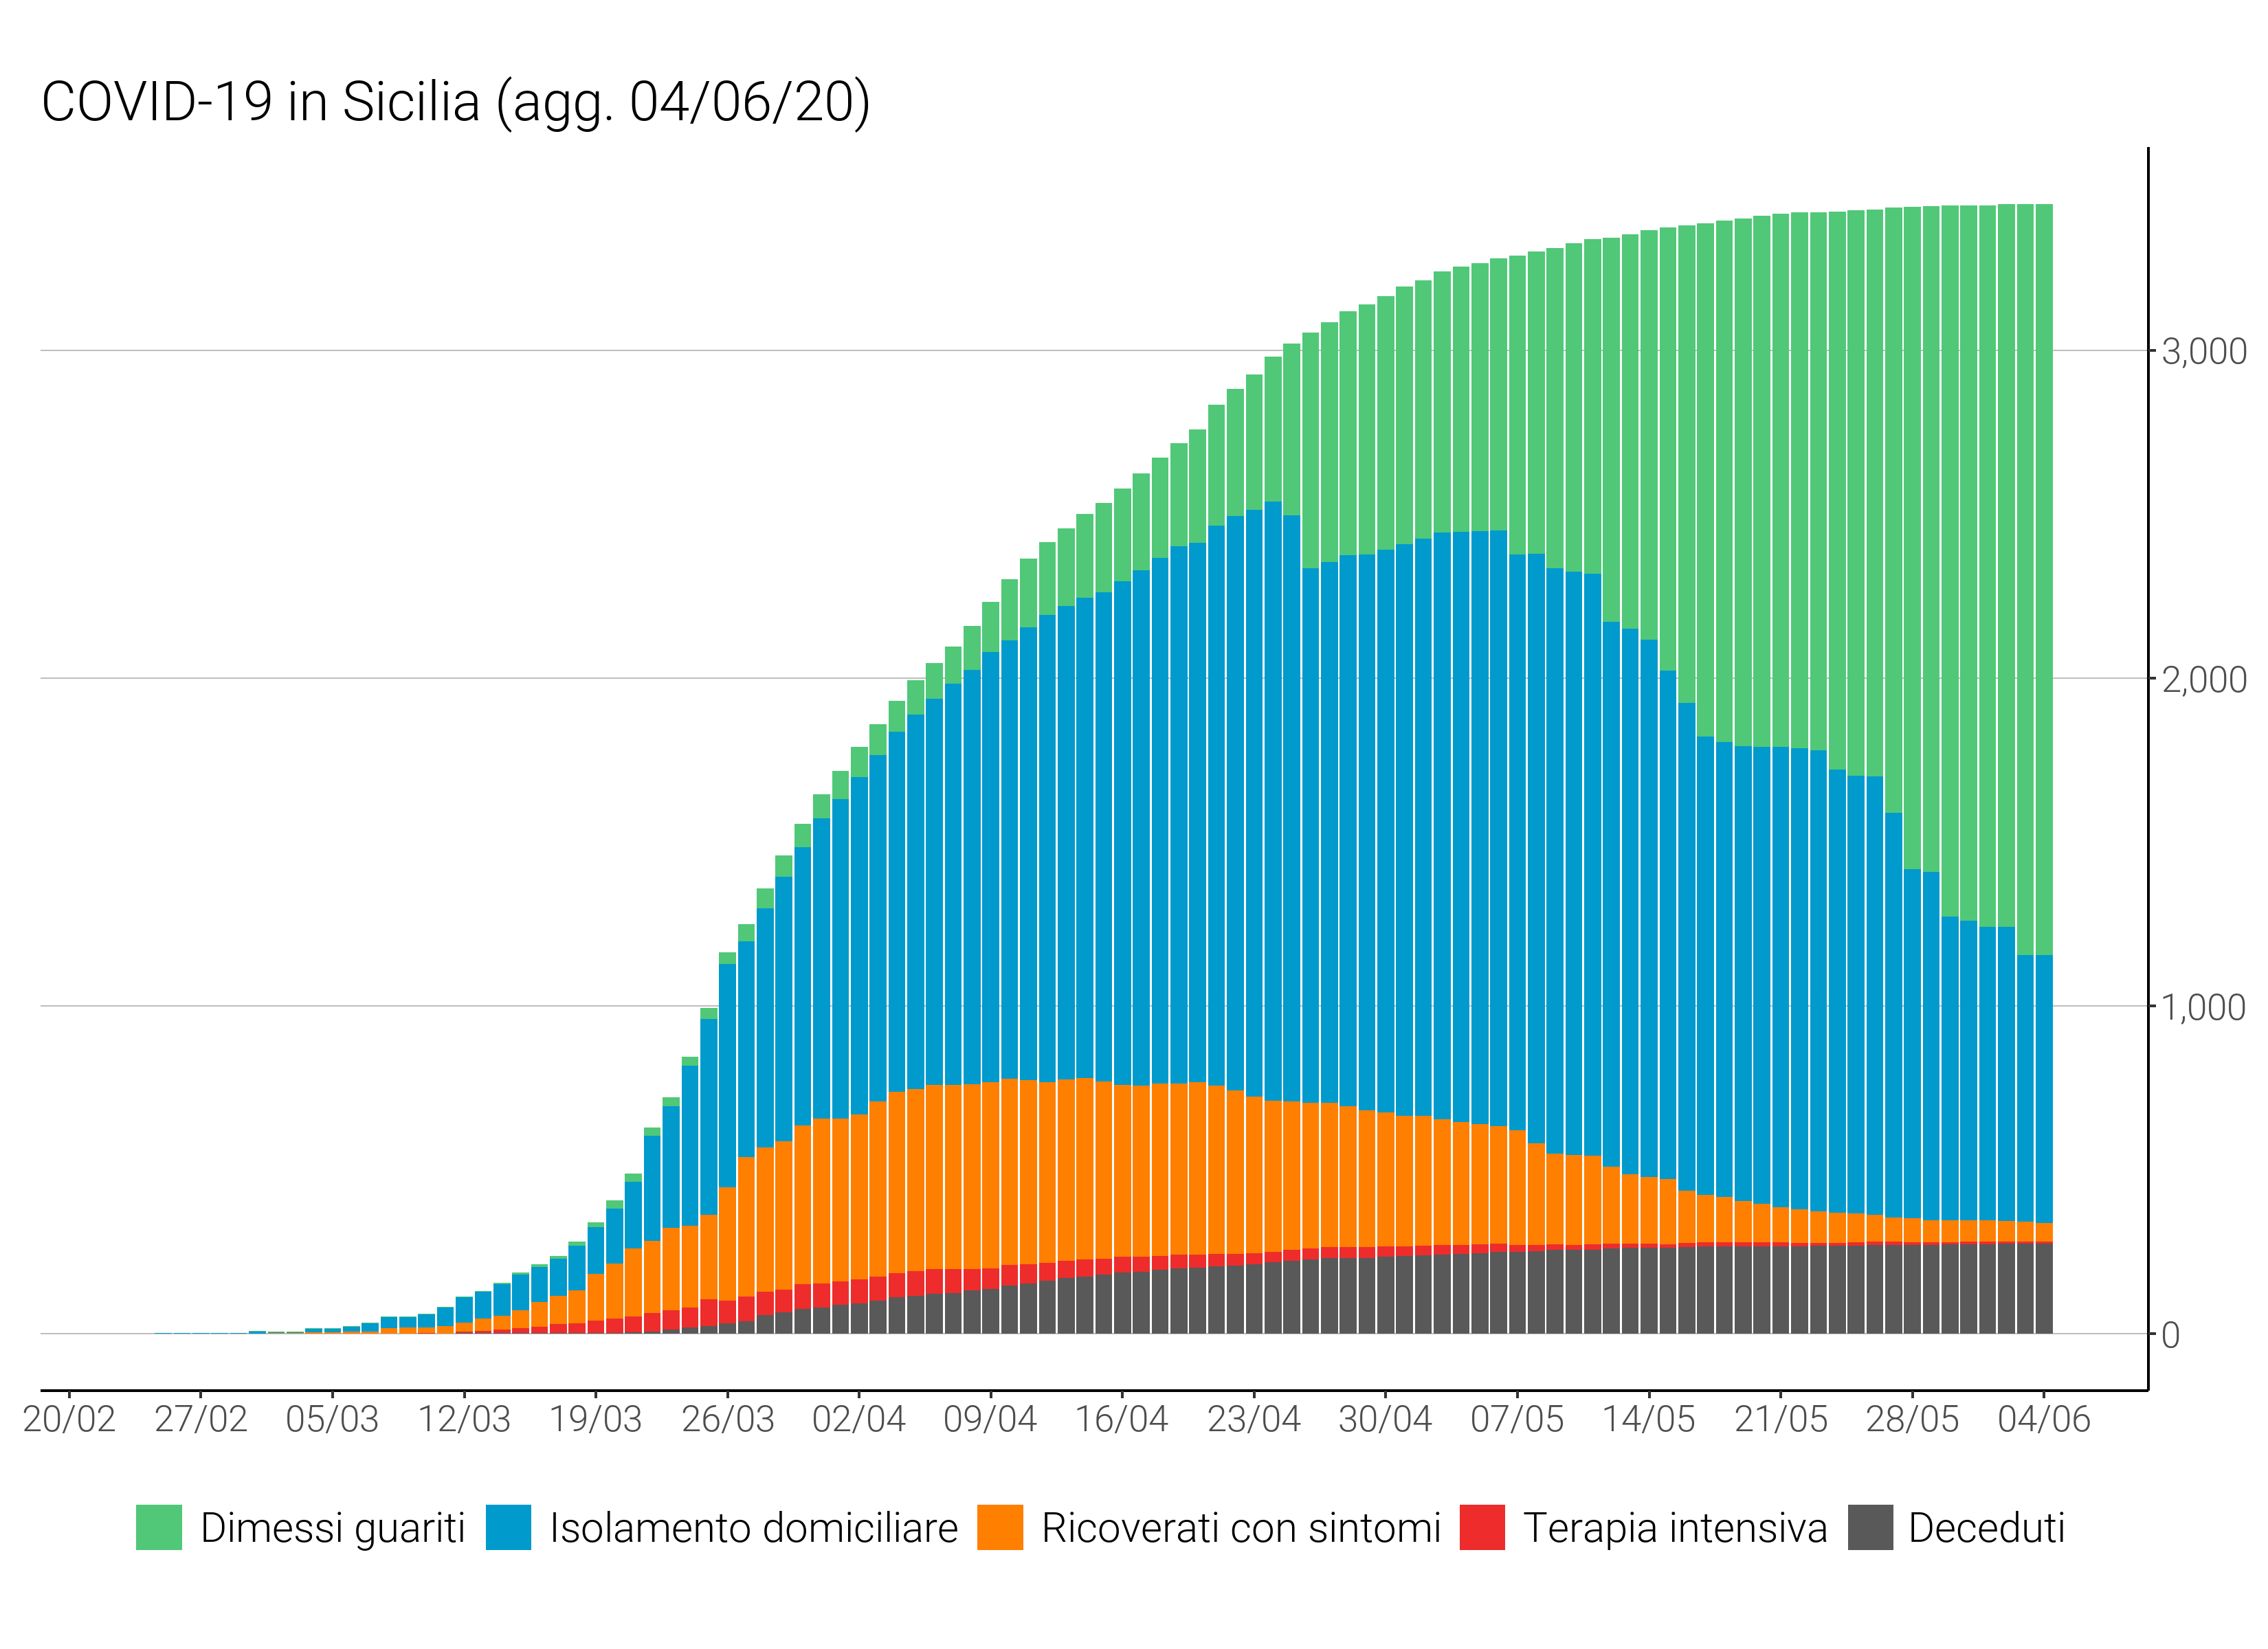 COVID-19 in Sicilia (agg. 04/06/20)
3,000
2,000
1,000
0
20/02 27/02 05/03 12/03 19/03 26/03 02/04 09/04 16/04 23/04 30/04 07/05 14/05 21/05 28/05 04/06
Dimessi guariti Isolamento domiciliare Ricoverati con sintomi Terapia intensiva Deceduti